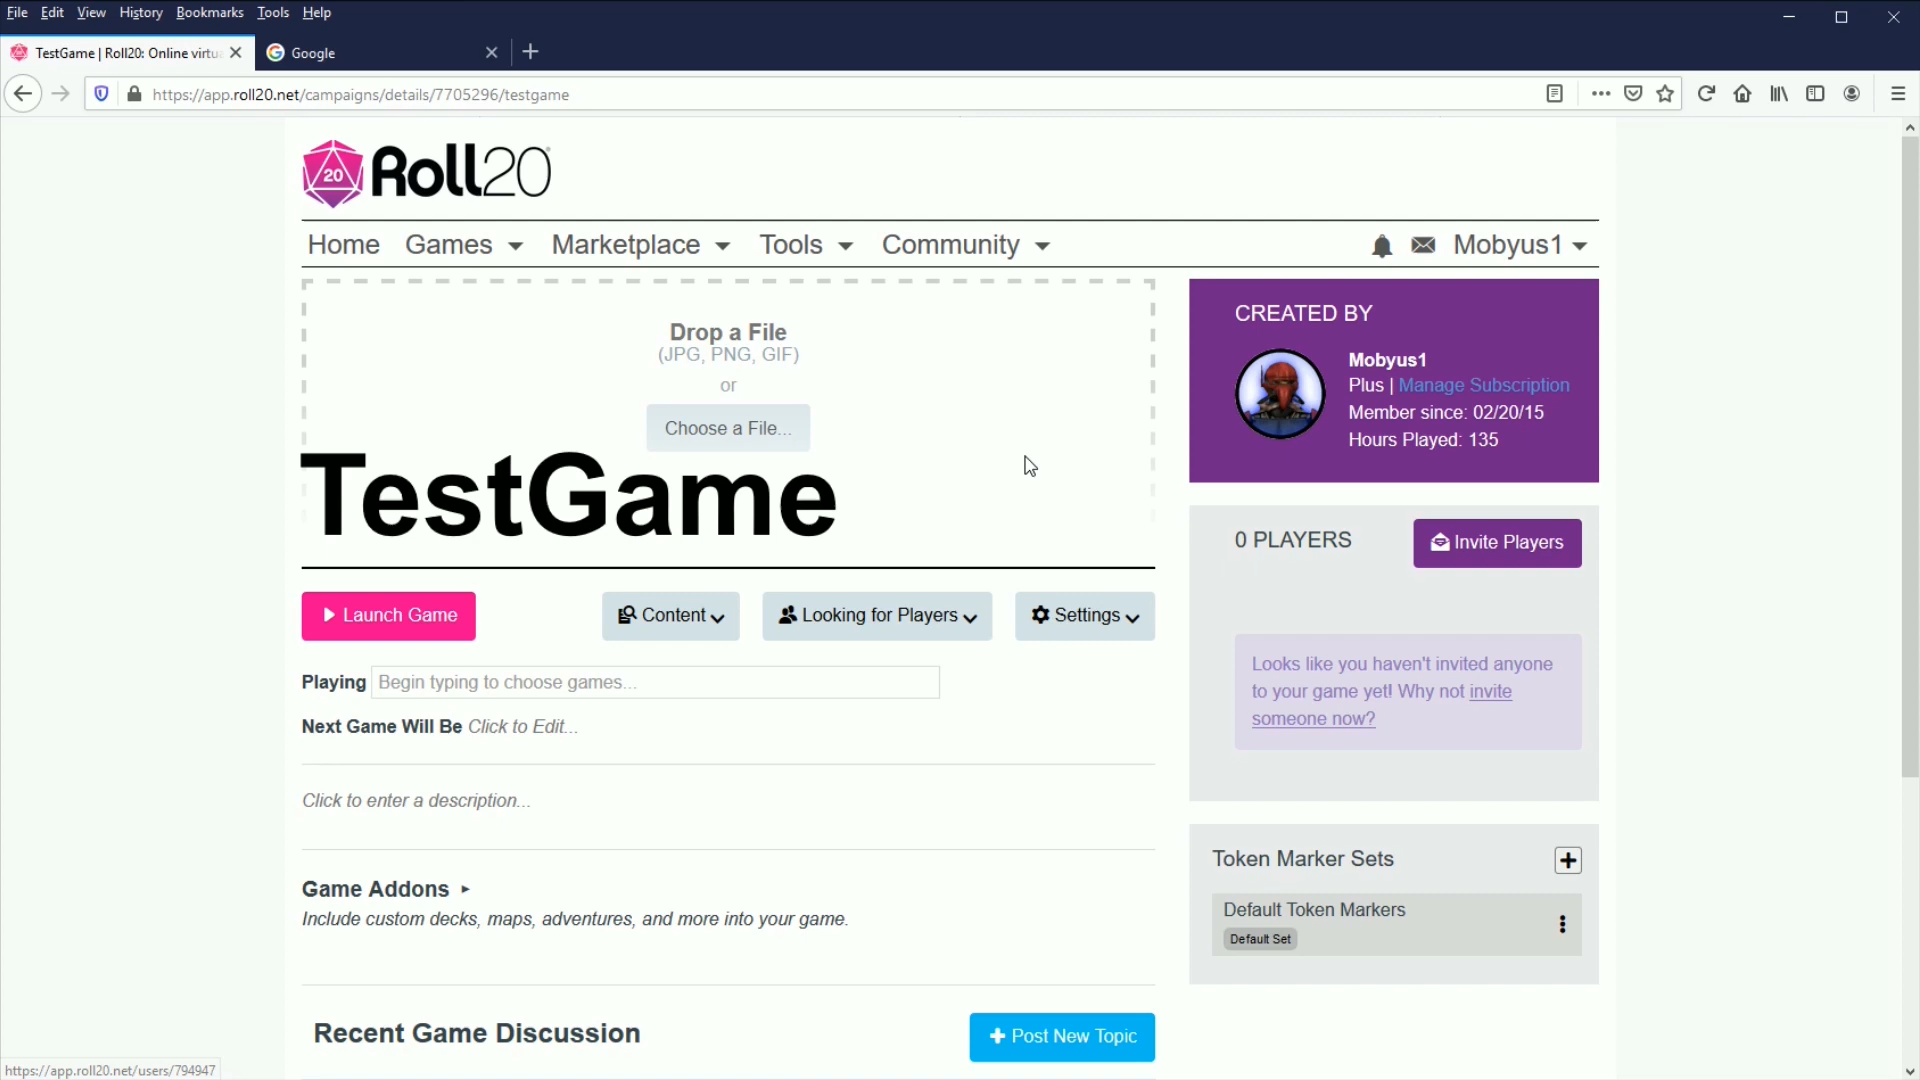 File Edit View History Bookmarks Tools Help
TestGame | Roll20: Online virtu
Google
https://app.roll20.net/campaigns/details/7705296/testgame
20 Roll20
Home Games Marketplace Tools Community Mobyus1
Drop a File
(JPG, PNG, GIF)
or
Choose a File...
TestGame
Launch Game Content Looking for Players Settings
Playing Begin typing to choose games...
Next Game Will Be Click to Edit...
Click to enter a description...
Game Addons
Include custom decks, maps, adventures, and more into your game.
Recent Game Discussion
Post New Topic
CREATED BY
Mobyus1
Plus | Manage Subscription
Member since: 02/20/15
Hours Played: 135
0 PLAYERS
Invite Players
Looks like you haven't invited anyone
to your game yet! Why not invite
someone now?
Token Marker Sets
Default Token Markers
Default Set
https://app.roll20.net/users/794947